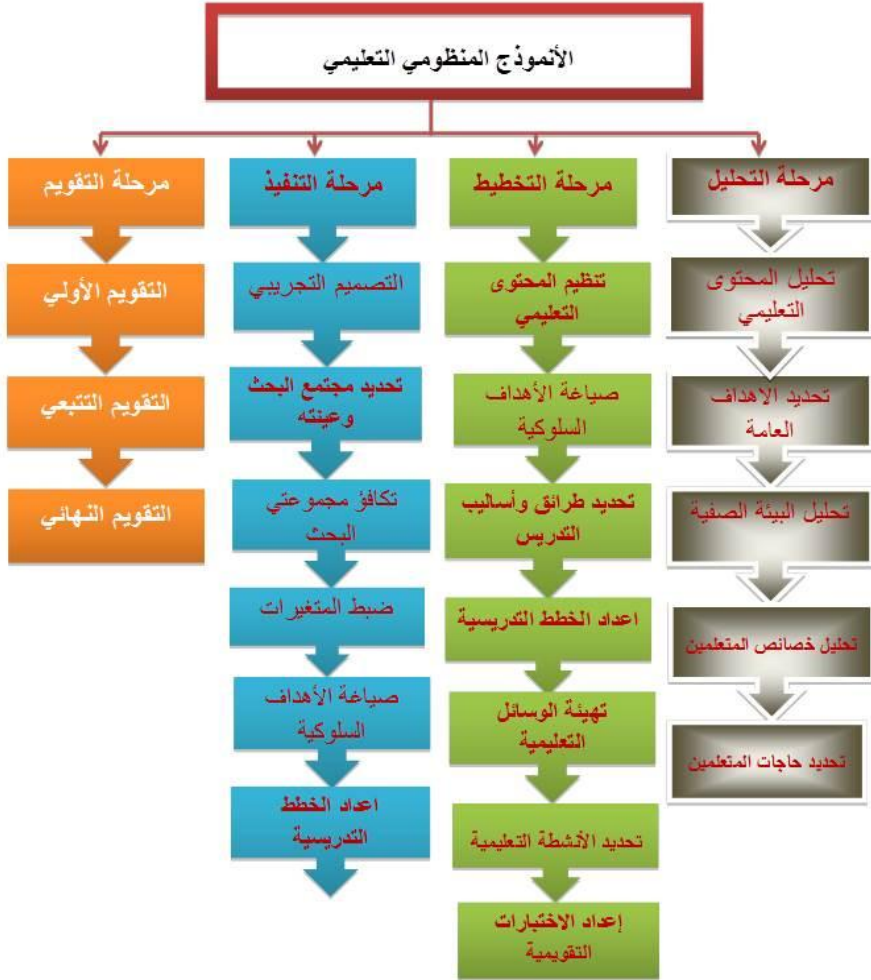 الأنموذج المنظومي التعليمي
مرحلة التحليل
تحليل المحتوى
التعليمي
تحديد الاهداف
العامة
تحليل البيئة الصفية
تحليل خصائص المتعلمين
تحديد حاجات المتعلمين
مرحلة التخطيط
تنظيم المحتوى
التعليمي
صياغة الأهداف
السلوكية
تحديد طرائق وأساليب
التدريس
اعداد الخطط التدريسية
تهيئة الوسائل
التعليمية
تحديد الأنشطة التعليمية
إعداد الاختبارات
التقويمية
مرحلة التنفيذ
التصميم التجريبي
تحديد مجتمع البحث
وعينته
تكافؤ مجموعتي
البحث
ضبط المتغيرات
صياغة الأهداف
السلوكية
اعداد الخطط
التدريسية
مرحلة التقويم
التقويم الأولي
التقويم التتبعي
التقويم النهائي